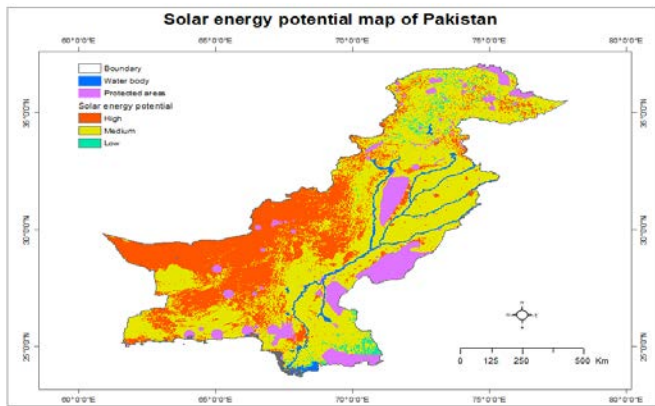 Solar energy potential map of Pakistan
60°0'0"E 65°0'0"E 70°0'0"E 75°0'0"E 80°0'0"E
Boundary
Water body
Protected areas
Solar energy potential
High
Medium
Low
35°0'0"N
30°0'0"N
25°0'0"N
35°0'0"N
30°0'0"N
25°0'0"N
0 125 250 500 Km
60°0'0"E 65°0'0"E 70°0'0"E 75°0'0"E 80°0'0"E